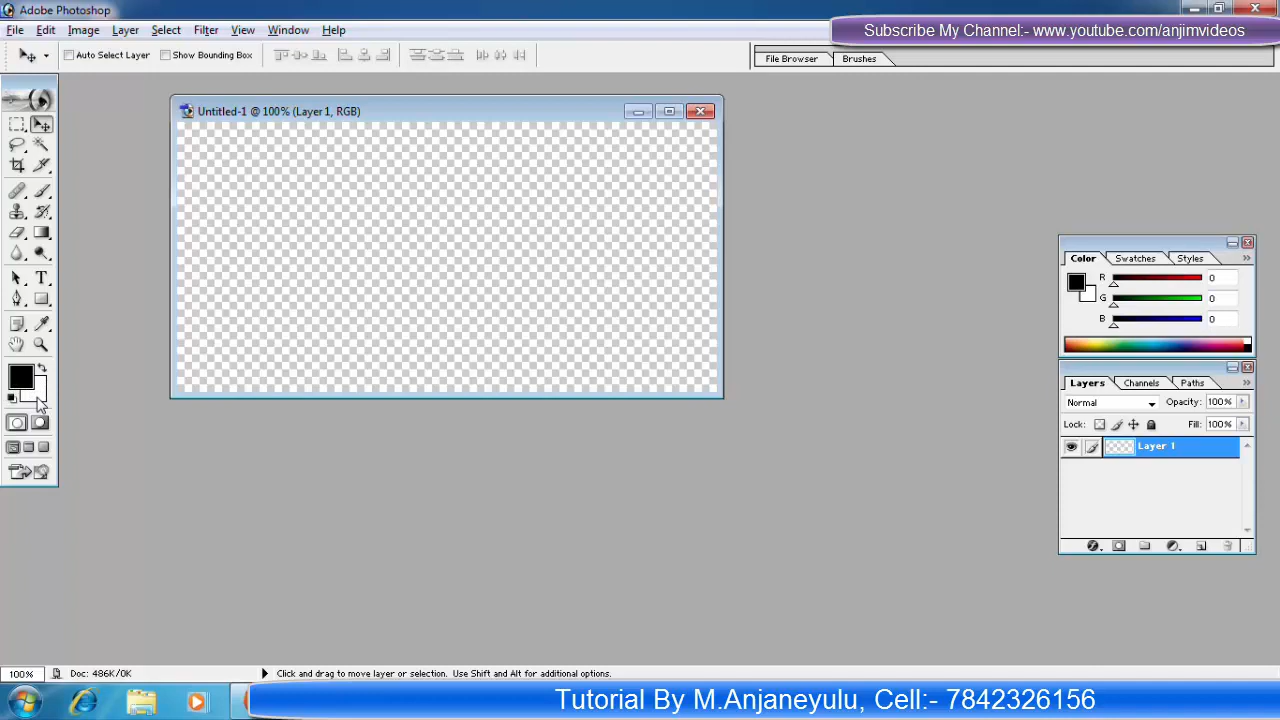 Adobe Photoshop
File Edit Image Layer Select Filter View Window Help
Subscribe My Channel:- www.youtube.com/anjimvideos
Auto Select Layer Show Bounding Box
File Browser Brushes
Untitled-1 @ 100% (Layer 1, RGB)
Color Swatches Styles
R 0
G 0
B 0
Layers Channels Paths
Normal Opacity: 100%
Lock: Fill: 100%
Layer 1
100% Doc: 486K/0K Click and drag to move layer or selection. Use Shift and Alt for additional options.
Tutorial By M.Anjaneyulu, Cell:- 7842326156